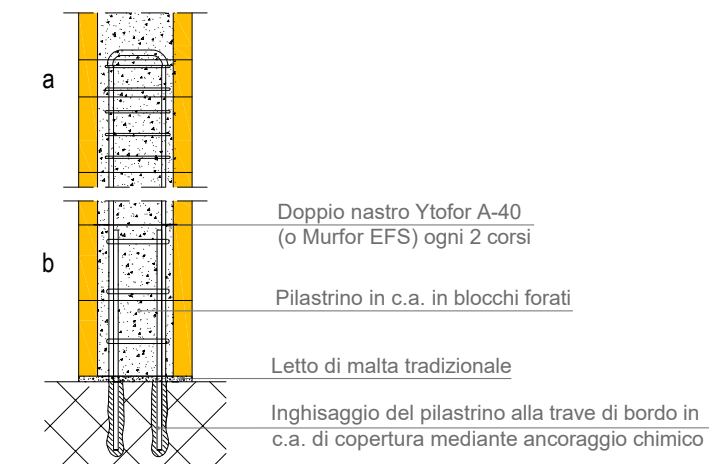 a
Doppio nastro Ytofor A-40
(o Murfor EFS) ogni 2 corsi
b
Pilastrino in c.a. in blocchi forati
Letto di malta tradizionale
Inghisaggio del pilastrino alla trave di bordo in
c.a. di copertura mediante ancoraggio chimico